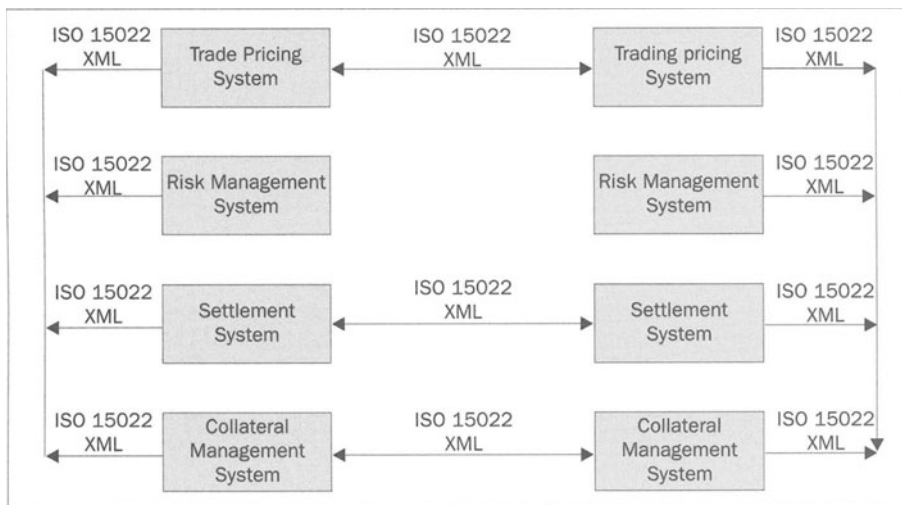 ISO 15022
XML
Trade Pricing
System
ISO 15022
XML
Trading pricing
System
ISO 15022
XML
ISO 15022
XML
Risk Management
System
Risk Management
System
ISO 15022
XML
ISO 15022
XML
Settlement
System
ISO 15022
XML
Settlement
System
ISO 15022
XML
ISO 15022
XML
Collateral
Management
System
ISO 15022
XML
Collateral
Management
System
ISO 15022
XML